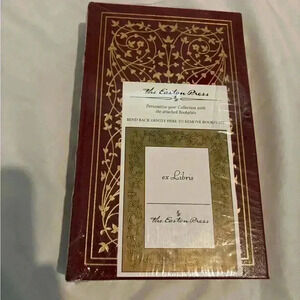 The Easton Press
Personalize your Collection with
the attached Bookplates
BEND BACK GENTLY HERE TO REMOVE BOOKPLATE
ex Libris
The Easton Press